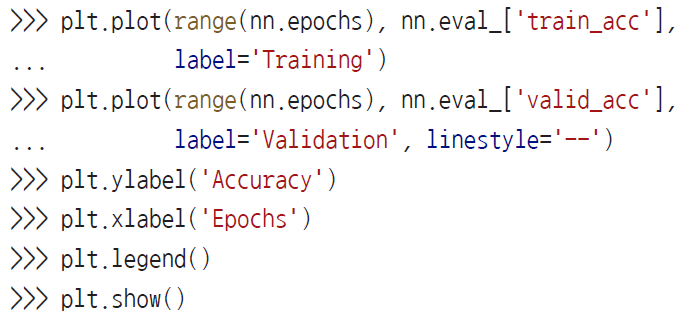 >>> plt.plot(range(nn.epochs), nn.eval_['train_acc'],
...          label='Training')
>>> plt.plot(range(nn.epochs), nn.eval_['valid_acc'],
...          label='Validation', linestyle='--')
>>> plt.ylabel('Accuracy')
>>> plt.xlabel('Epochs')
>>> plt.legend()
>>> plt.show()